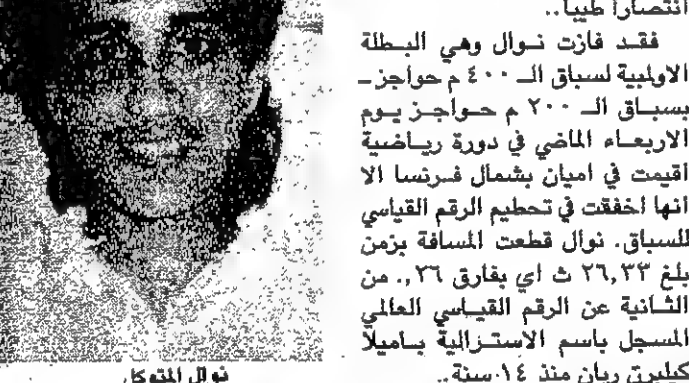 انتصارا طيبا..
فقد فازت نوال وهي البطلة
الاولمبية لسباق الـ ٤٠٠ م حواجز ـ
بسباق الـ ٢٠٠ م حواجز يوم
الاربعاء الماضي في دورة رياضية
أقيمت في اميان بشمال فرنسا الا
انها اخفقت في تحطيم الرقم القياسي
للسباق. نوال قطعت المسافة بزمن
بلغ ٢٦,٣٣ ث اي بفارق ٢٦,. من
الثانية عن الرقم القياسي العالمي
المسجل باسم الاسترالية باميلا
كيليرن ريان منذ ١٤ سنة..
نوال المتوكل